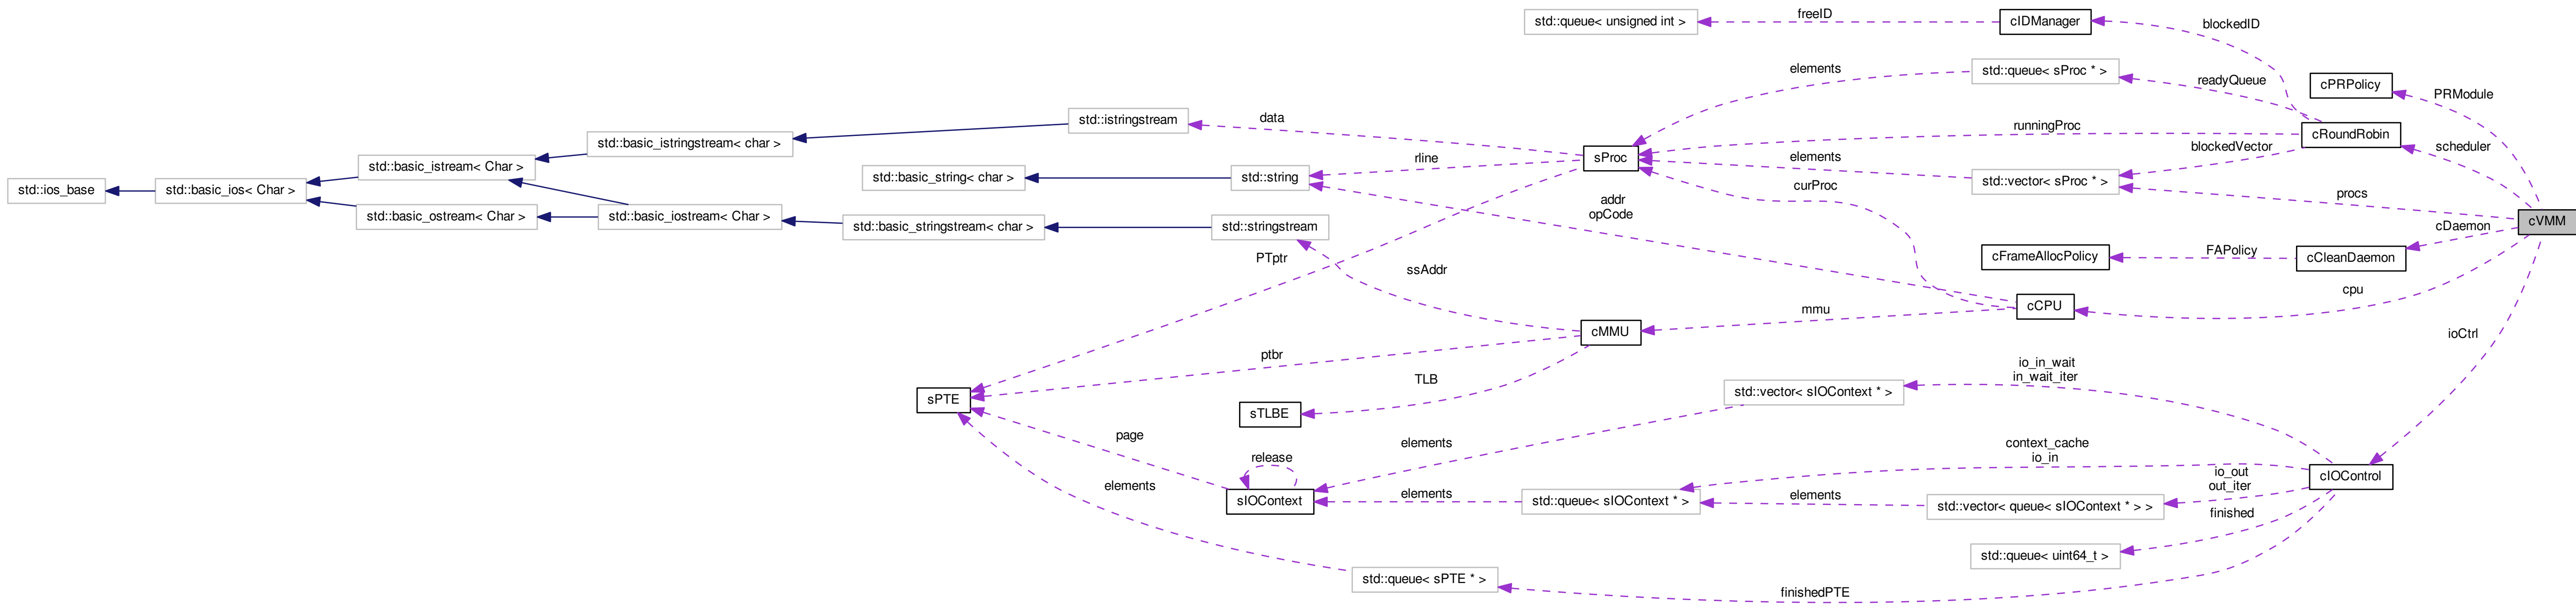 std::queue< unsigned int >
freeID
cIDManager
blockedID
elements
std::queue< sProc * >
readyQueue
cPRPolicy
PRModule
std::istringstream
data
runningProc
cRoundRobin
std::basic_istringstream< char >
std::basic_istream< Char >
rline
sProc
elements
blockedVector
scheduler
std::ios_base
std::basic_ios< Char >
std::basic_string< char >
std::string
curProc
std::vector< sProc * >
procs
std::basic_ostream< Char >
std::basic_iostream< Char >
std::basic_stringstream< char >
std::stringstream
addr
opCode
cVMM
cDaemon
PTptr
ssAddr
cFrameAllocPolicy
FAPolicy
cCleanDaemon
mmu
cCPU
cpu
cMMU
ioCtrl
ptbr
io_in_wait
in_wait_iter
TLB
sPTE
sTLBE
std::vector< sIOContext * >
page
elements
context_cache
io_in
release
io_out
out_iter
cIOControl
elements
sIOContext
elements
std::queue< sIOContext * >
elements
std::vector< queue< sIOContext * > >
finished
std::queue< uint64_t >
std::queue< sPTE * >
finishedPTE